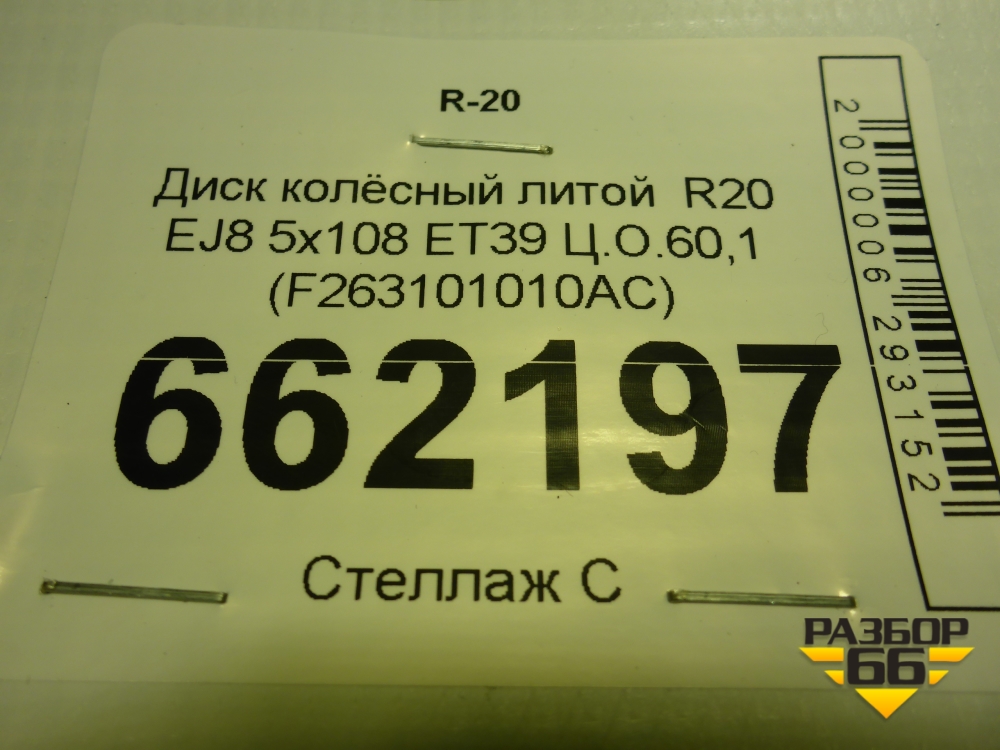 R-20
Диск колёсный литой R20
EJ8 5x108 ET39 Ц.О.60,1
(F263101010AC)
662197
Стеллаж С
2000006293152
РАЗБОР
66